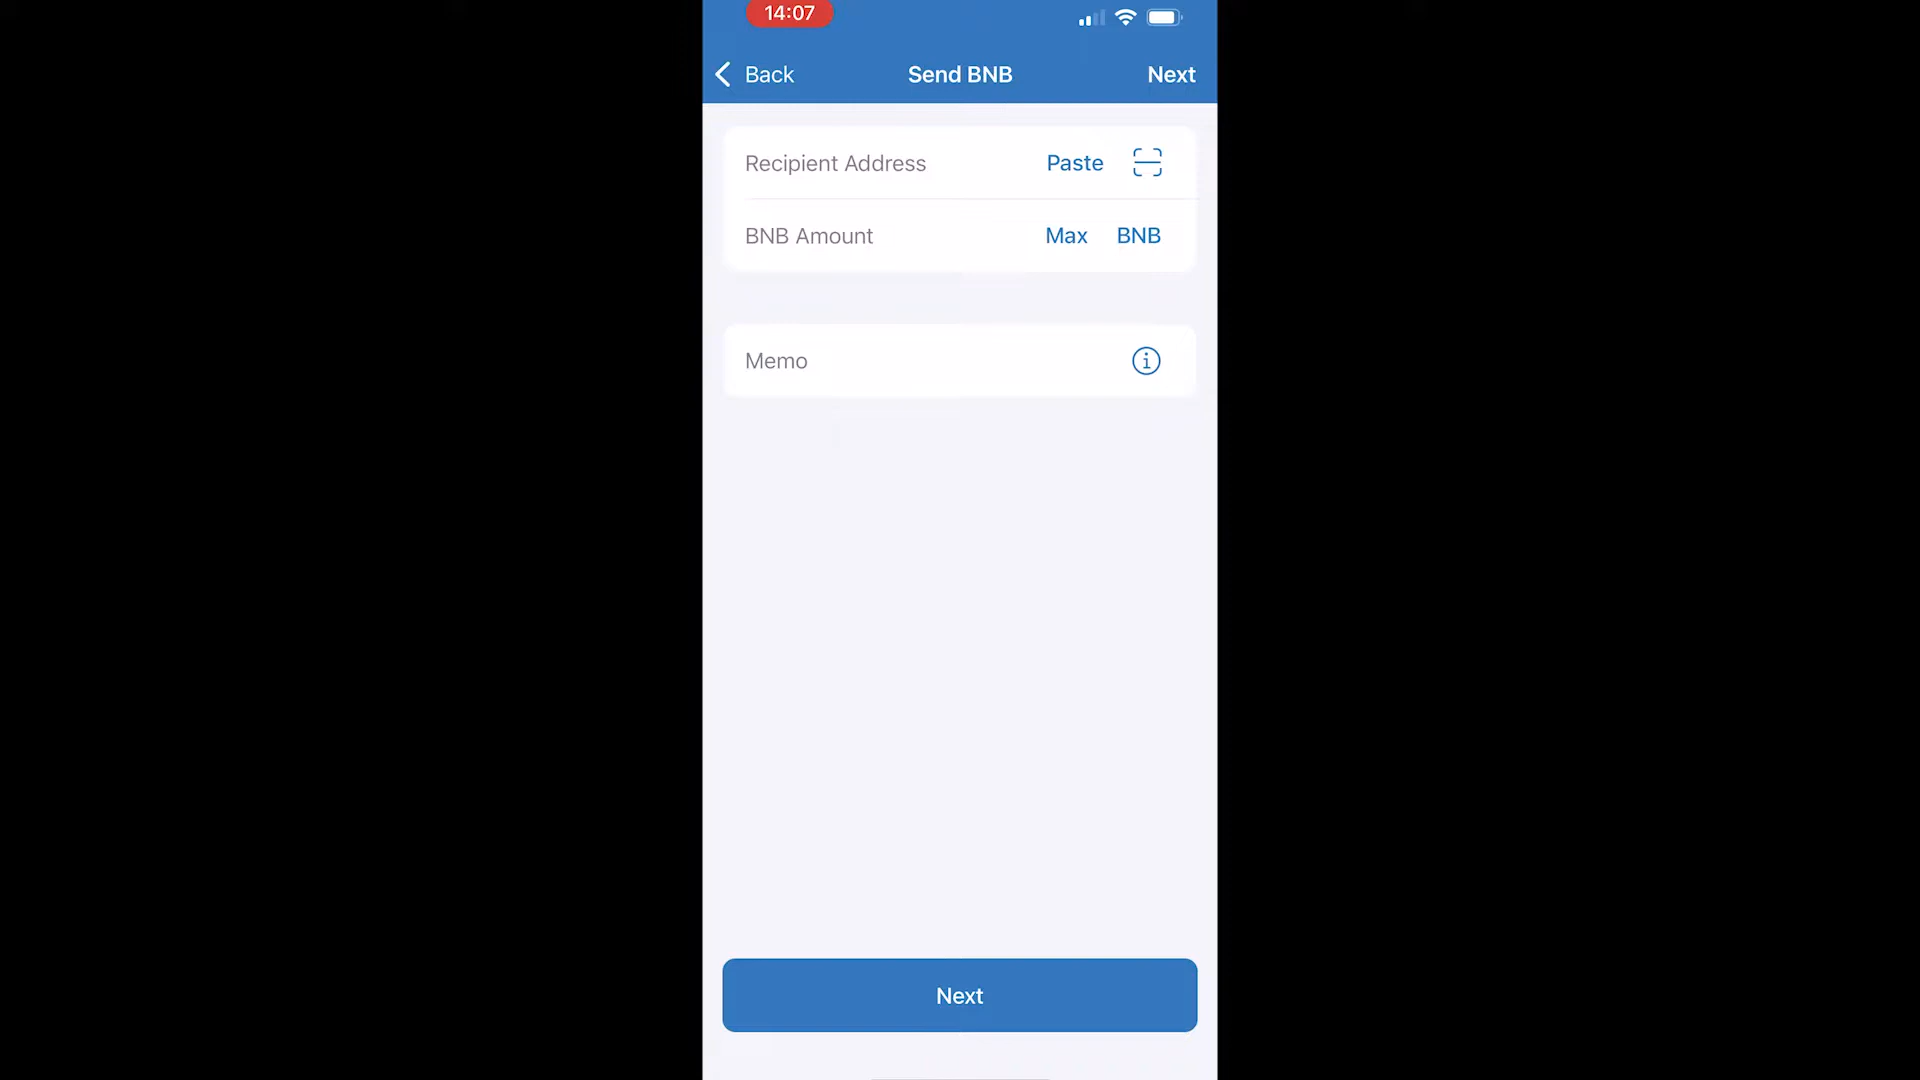 14:07
Back Send BNB Next
Recipient Address Paste
BNB Amount Max BNB
Memo
Next